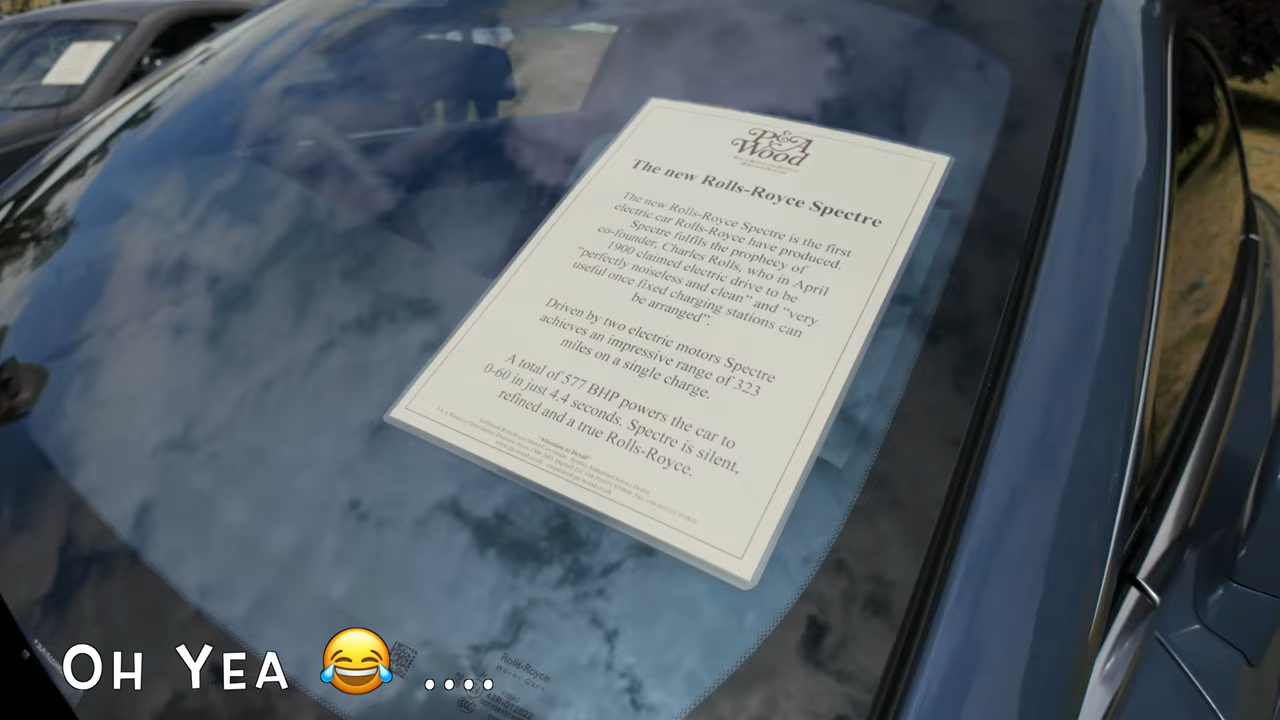 P&A
Wood
The new Rolls-Royce Spectre
The new Rolls-Royce Spectre is the first
electric car Rolls-Royce have produced.
Spectre fulfils the prophecy of
co-founder, Charles Rolls, who in April
1900 claimed electric drive to be
"perfectly noiseless and clean" and "very
useful once fixed charging stations can
be arranged".
Driven by two electric motors Spectre
achieves an impressive range of 323
miles on a single charge.
A total of 577 BHP powers the car to
0-60 in just 4.4 seconds. Spectre is silent,
refined and a true Rolls-Royce.
"Attention to Detail"
Rolls-Royce
OH YEA 😂 ....